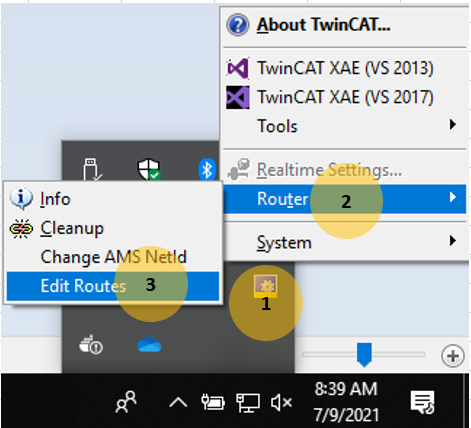 About TwinCAT...
TwinCAT XAE (VS 2013)
TwinCAT XAE (VS 2017)
Tools
Realtime Settings...
Router
2
System
Info
Cleanup
Change AMS NetId
Edit Routes
3
1
8:39 AM
7/9/2021